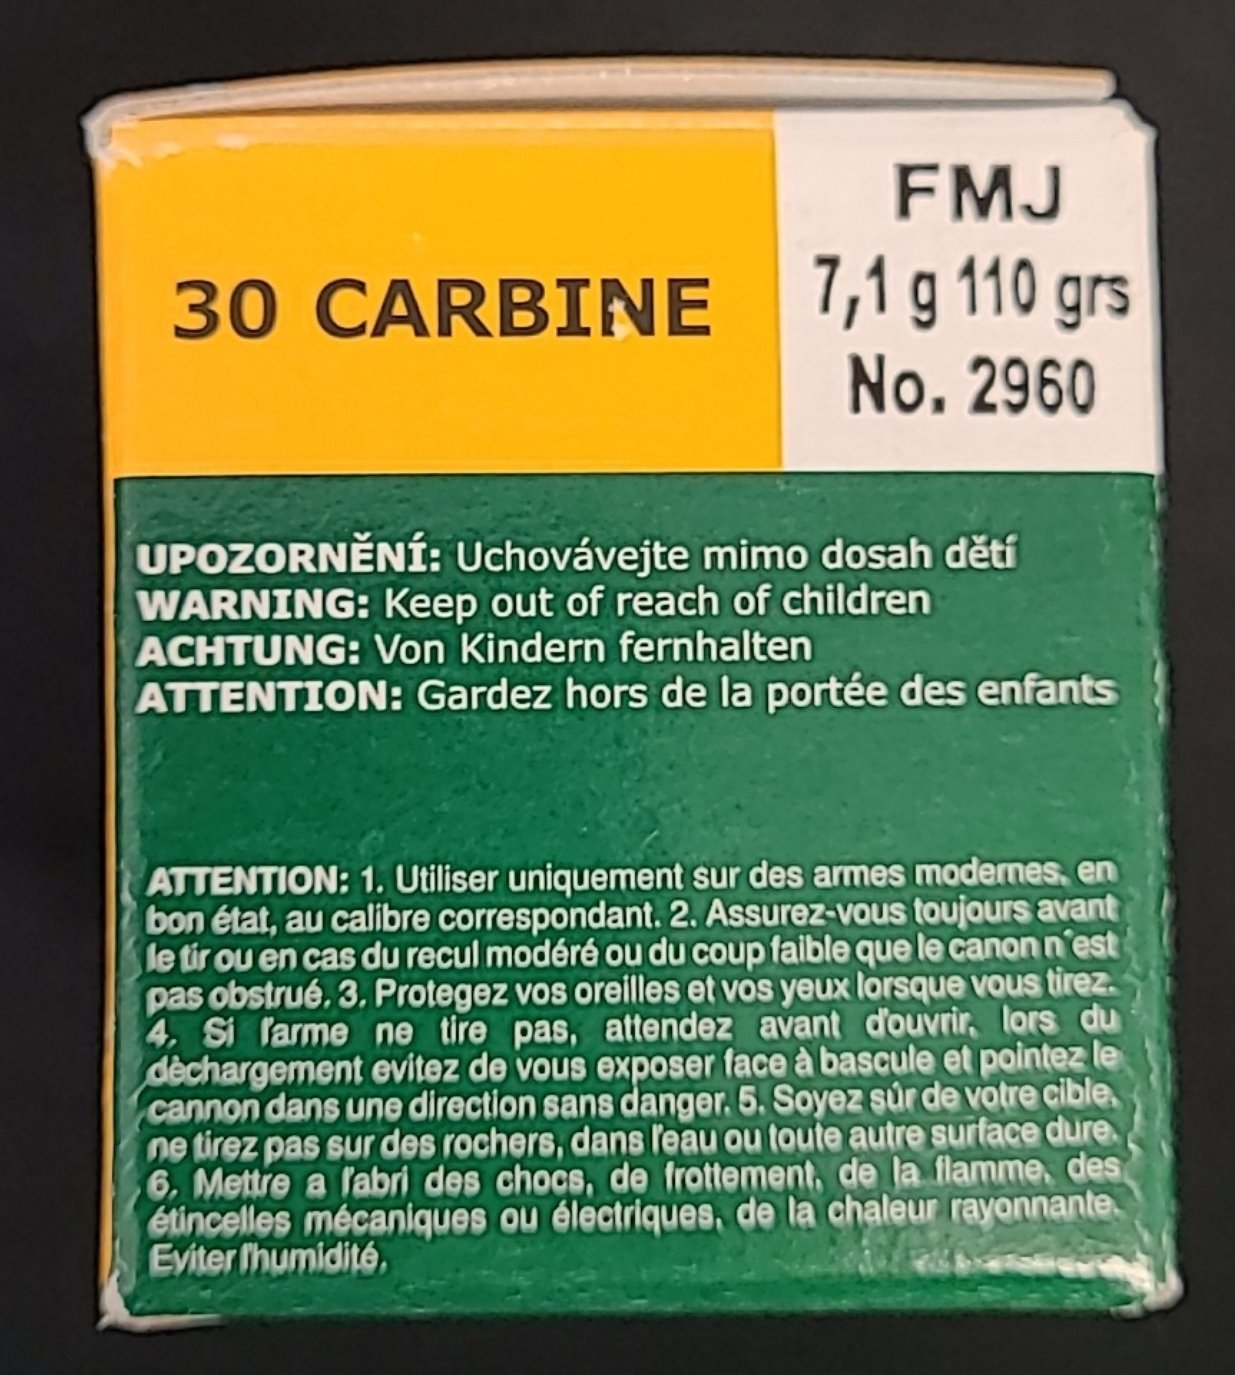 30 CARBINE
FMJ
7,1 g 110 grs
No. 2960
UPOZORNĚNÍ: Uchovávejte mimo dosah dětí
WARNING: Keep out of reach of children
ACHTUNG: Von Kindern fernhalten
ATTENTION: Gardez hors de la portée des enfants
ATTENTION: 1. Utiliser uniquement sur des armes modernes, en
bon état, au calibre correspondant. 2. Assurez-vous toujours avant
le tir ou en cas du recul modéré ou du coup faible que le canon n´est
pas obstrué. 3. Protegez vos oreilles et vos yeux lorsque vous tirez.
4. Si l'arme ne tire pas, attendez avant d'ouvrir, lors du
dèchargement evitez de vous exposer face à bascule et pointez le
cannon dans une direction sans danger. 5. Soyez sûr de votre cible,
ne tirez pas sur des rochers, dans l'eau ou toute autre surface dure.
6. Mettre a l'abri des chocs, de frottement, de la flamme, des
étincelles mécaniques ou électriques, de la chaleur rayonnante.
Eviter l'humidité.